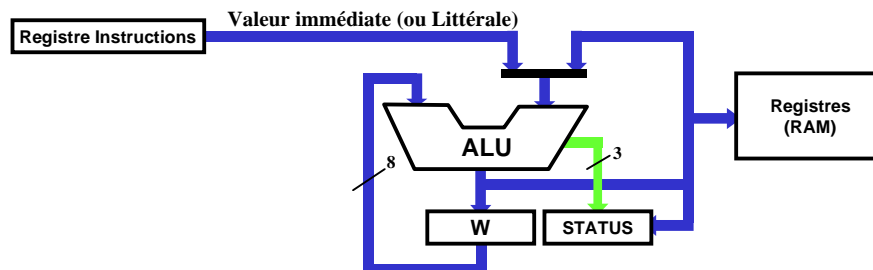 Valeur immédiate (ou Littérale)
Registre Instructions
Registres
(RAM)
ALU
8
3
W
STATUS